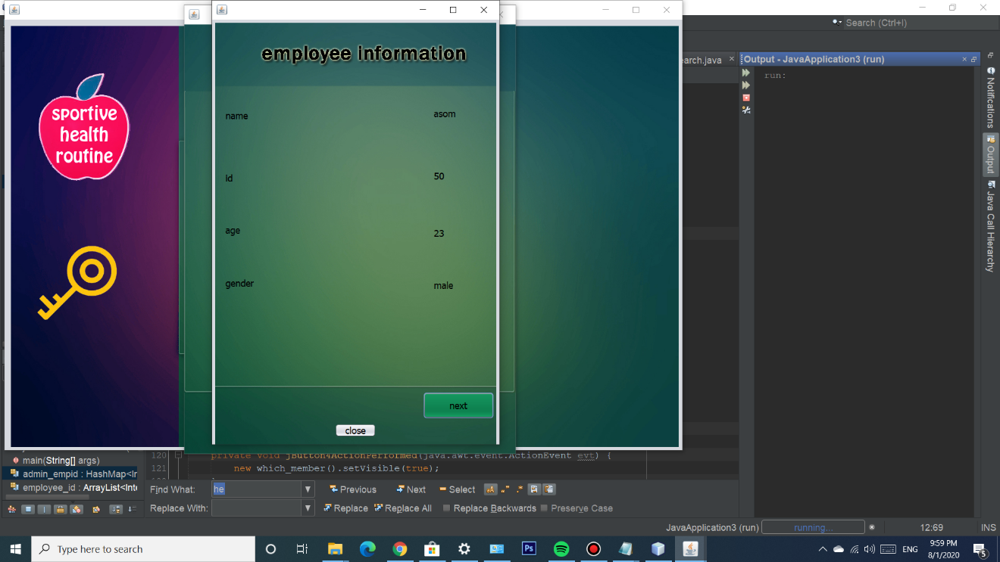 Search (Ctrl+I)
employee information
earch.java
Output - JavaApplication3 (run)
run:
sportive
health
routine
name
asom
id
50
age
23
gender
male
next
close
Notifications
Output
Java Call Hierarchy
main(String[] args)
admin_empid : HashMap<In
employee_id : ArrayList<Inte
120
private void jButton4ActionPerformed(java.awt.event.ActionEvent evt) {
121
new which_member().setVisible(true);
Find What:
he
Previous
Next
Select
Replace With:
Replace
Replace All
Replace Backwards
Preserve Case
JavaApplication3 (run)
running...
12:69
INS
Type here to search
Ps
ENG
9:59 PM
8/1/2020
5